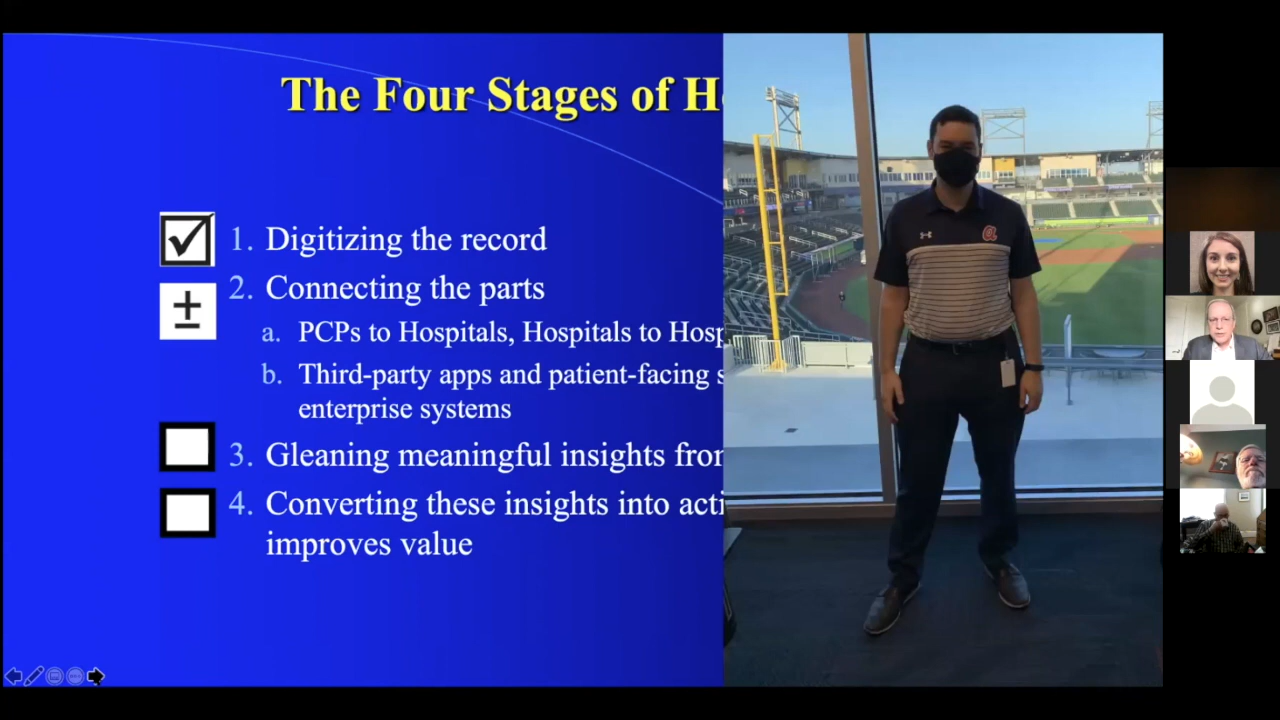 The Four Stages of H
1. Digitizing the record
2. Connecting the parts
a. PCPs to Hospitals, Hospitals to Hosp
b. Third-party apps and patient-facing s
enterprise systems
3. Gleaning meaningful insights from
4. Converting these insights into acti
improves value